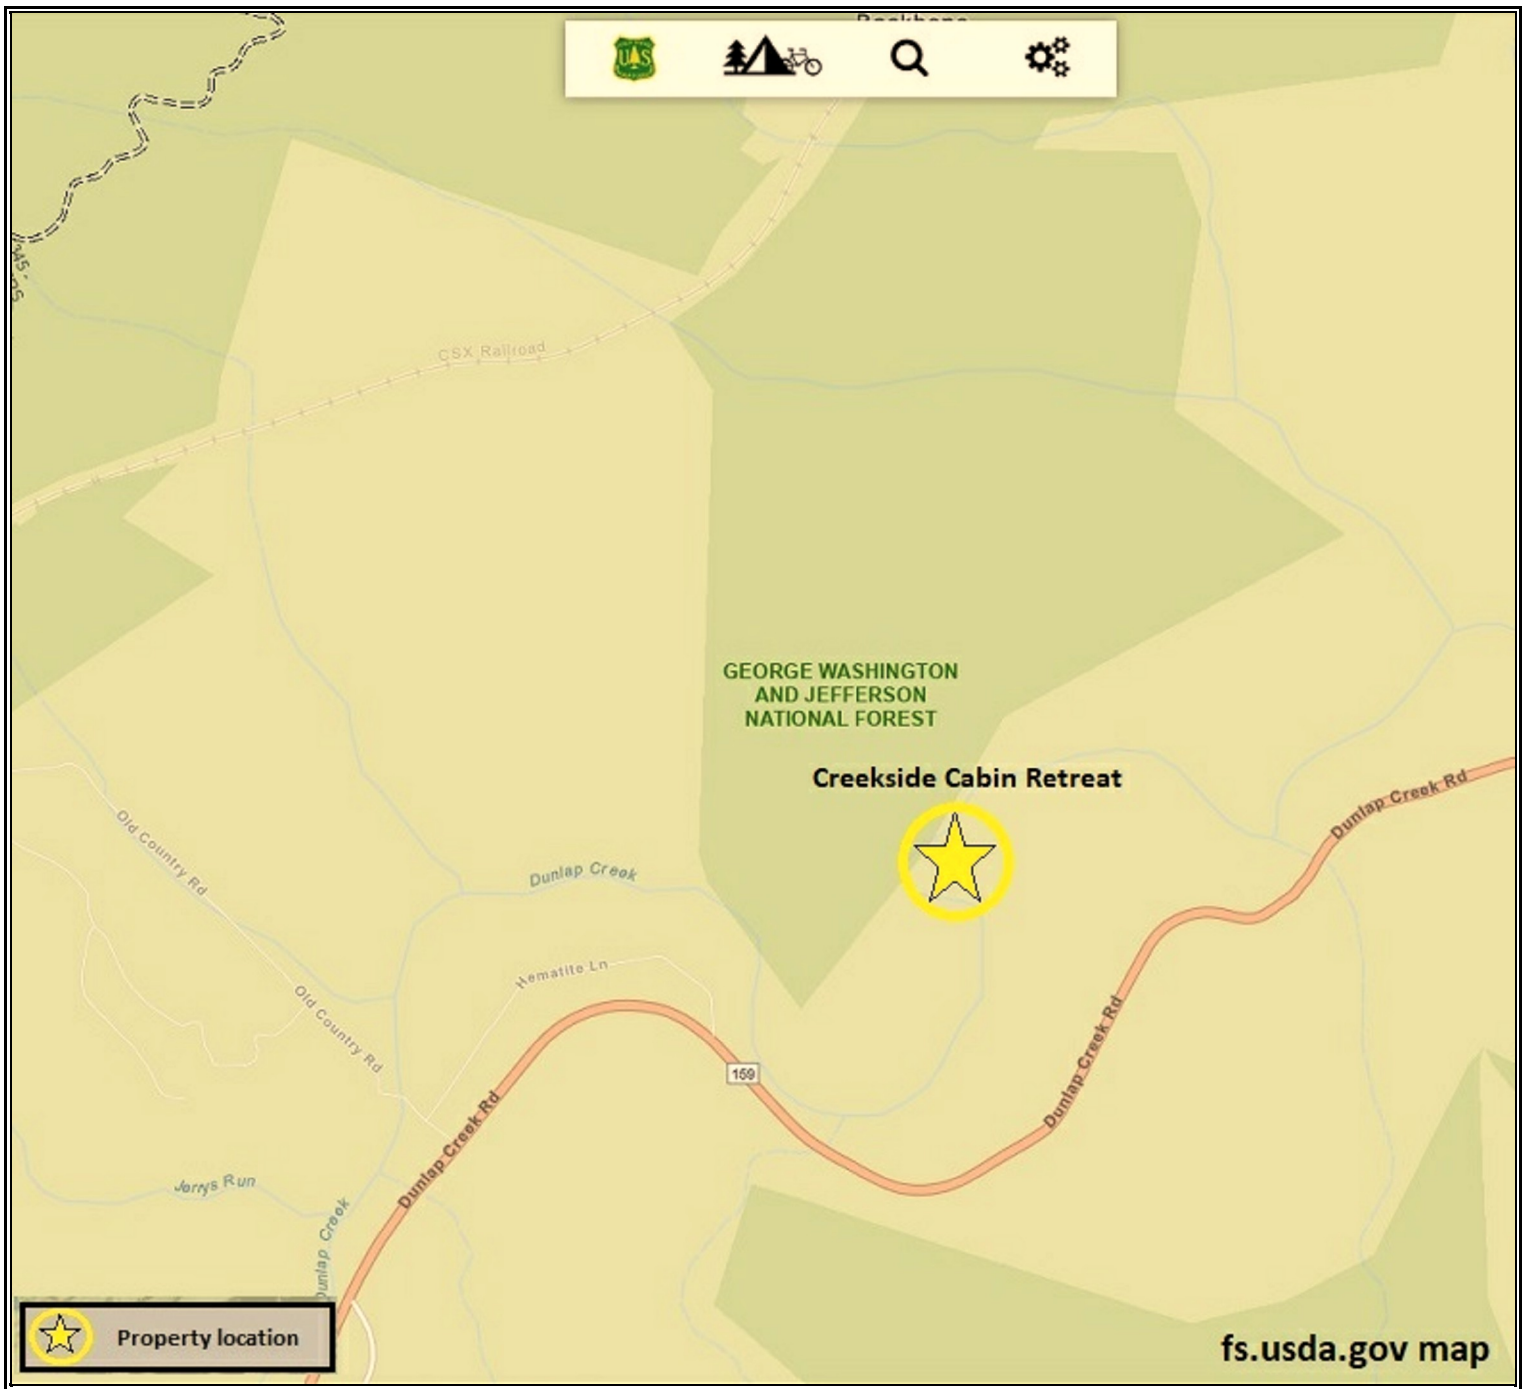 Backbone
US
CSX Railroad
GEORGE WASHINGTON
AND JEFFERSON
NATIONAL FOREST
Creekside Cabin Retreat
Dunlap Creek Rd
Old Country Rd
Dunlap Creek
Hematite Ln
Old Country Rd
Dunlap Creek Rd
159
Dunlap Creek Rd
Jerrys Run
Dunlap Creek
Property location
fs.usda.gov map